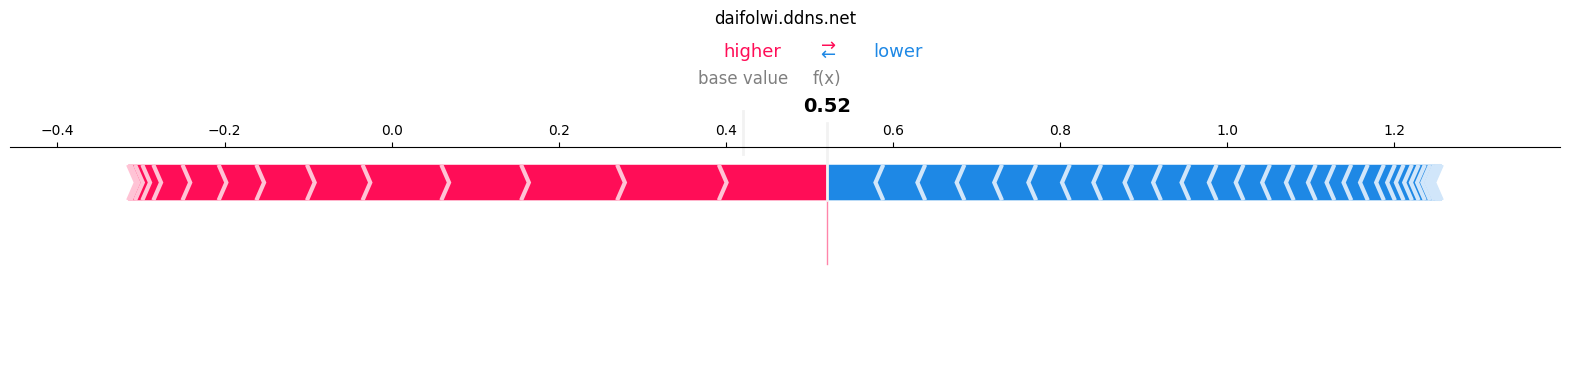 daifolwi.ddns.net
higher → ← lower
base value f(x)
0.52
−0.4 −0.2 0.0 0.2 0.4 0.6 0.8 1.0 1.2